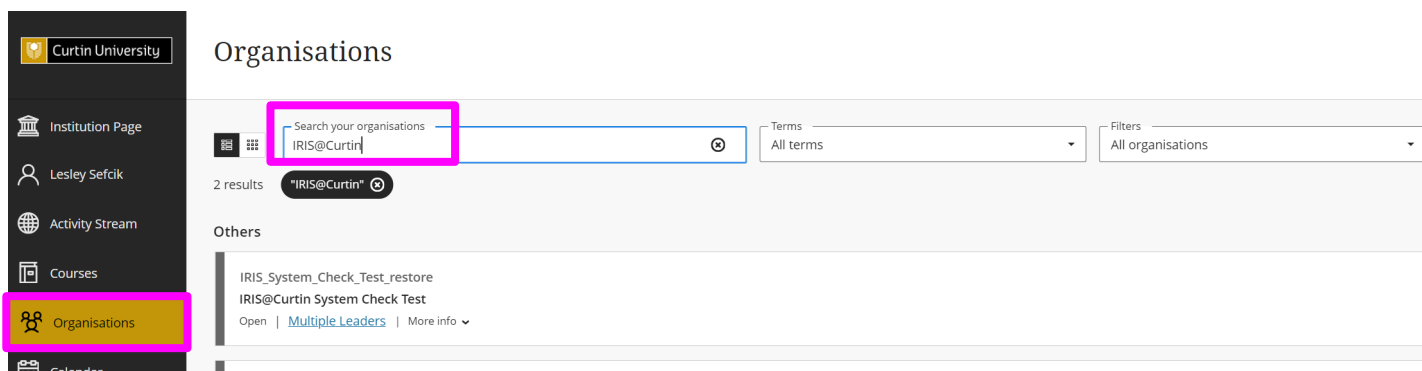 Curtin University
Organisations
Institution Page
Lesley Sefcik
Activity Stream
Courses
Organisations
Calendar
Search your organisations
IRIS@Curtin
Terms
All terms
Filters
All organisations
2 results
"IRIS@Curtin"
Others
IRIS_System_Check_Test_restore
IRIS@Curtin System Check Test
Open | Multiple Leaders | More info